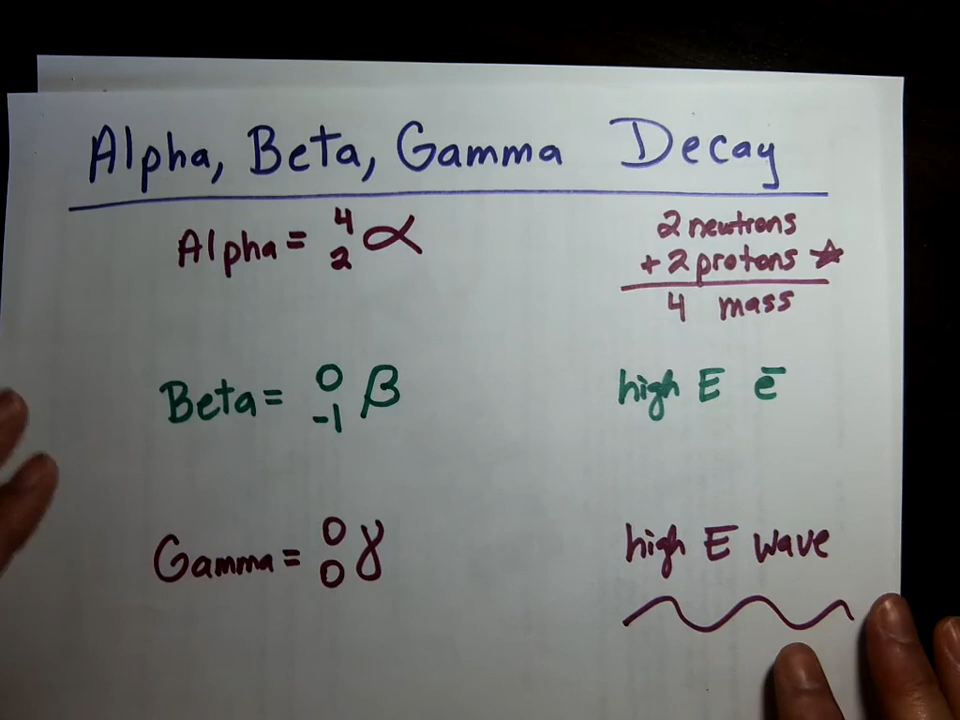 Alpha, Beta, Gamma Decay
Alpha = 4 2 α
2 neutrons
+ 2 protons ☆
4 mass
Beta = 0 -1 β
high E e⁻
Gamma = 0 0 γ
high E wave